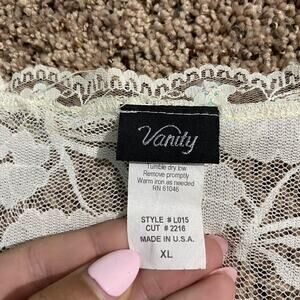 Vanity
Tumble dry low
Remove promptly
Warm iron as needed
RN 61046
STYLE # L015
CUT # 2216
MADE IN U.S.A.
XL